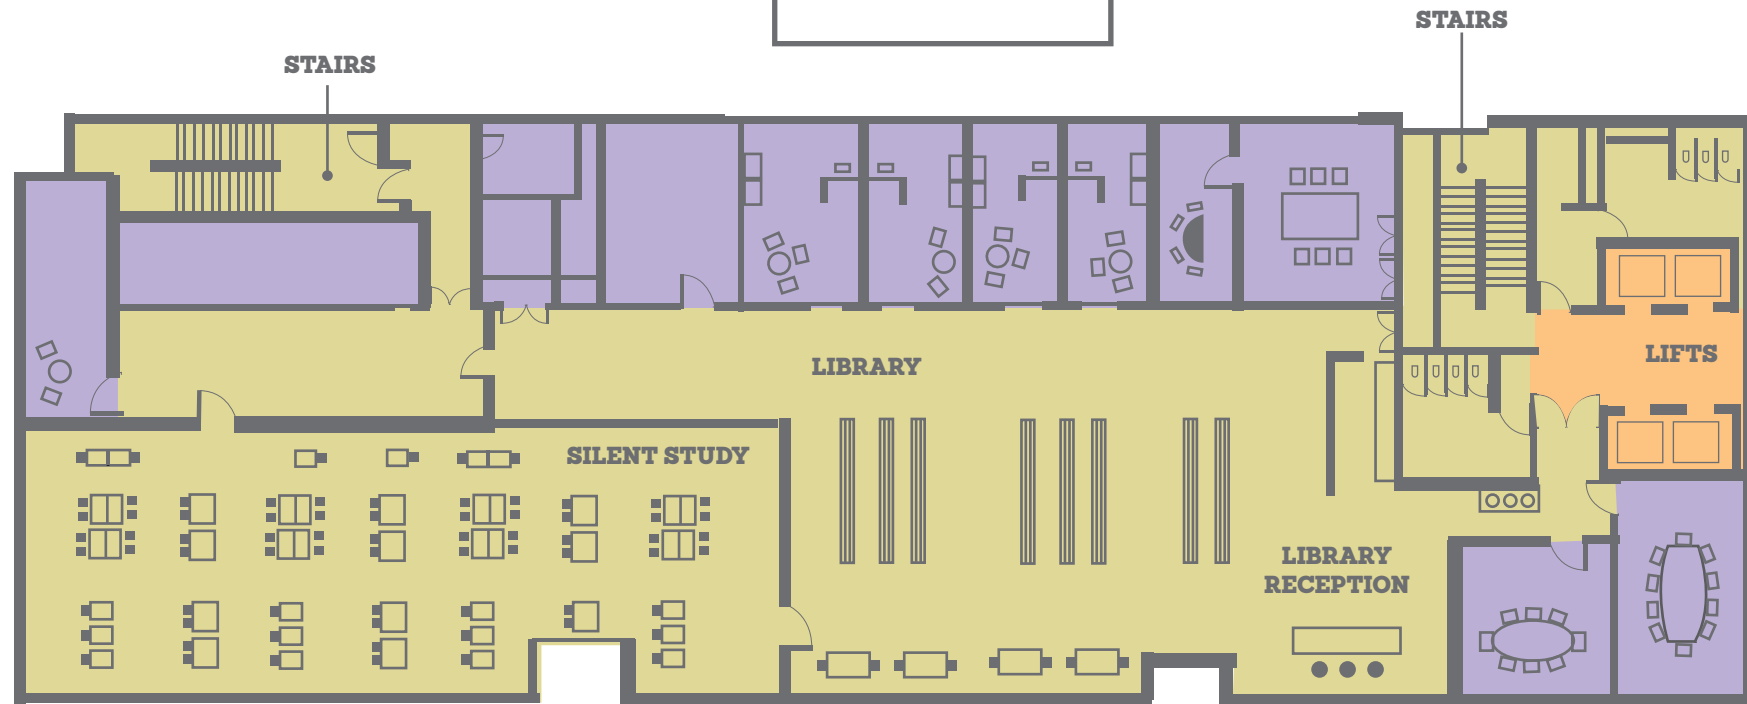 STAIRS
STAIRS
LIBRARY
LIFTS
SILENT STUDY
LIBRARY
RECEPTION